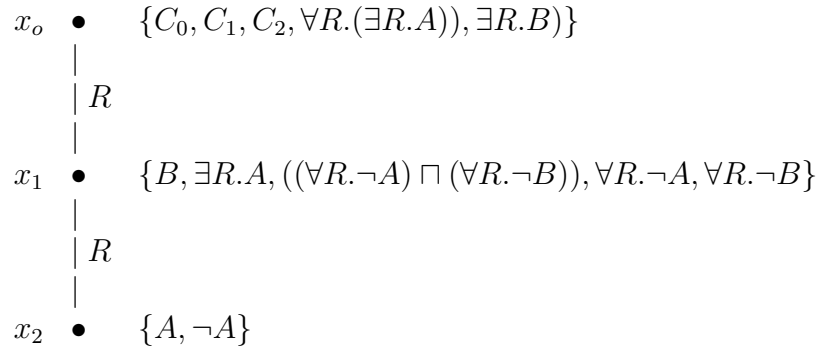 x_o • {C_0, C_1, C_2, ∀R.(∃R.A)), ∃R.B)}
R
x_1 • {B, ∃R.A, ((∀R.¬A) ⊓ (∀R.¬B)), ∀R.¬A, ∀R.¬B}
R
x_2 • {A, ¬A}